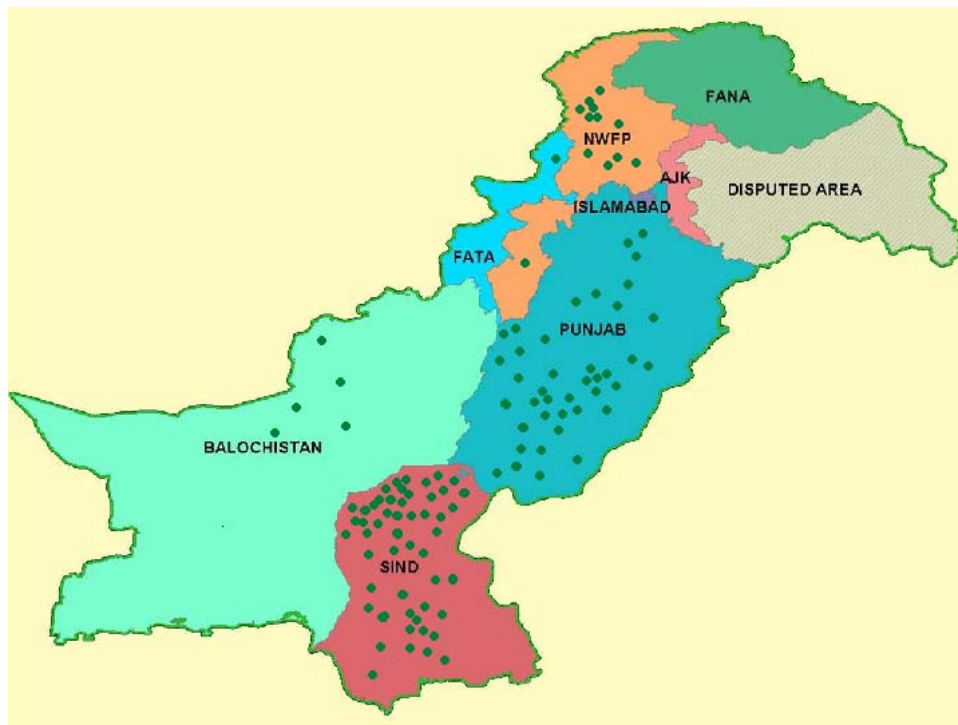 FANA
NWFP
AJK
DISPUTED AREA
ISLAMABAD
FATA
PUNJAB
BALOCHISTAN
SIND